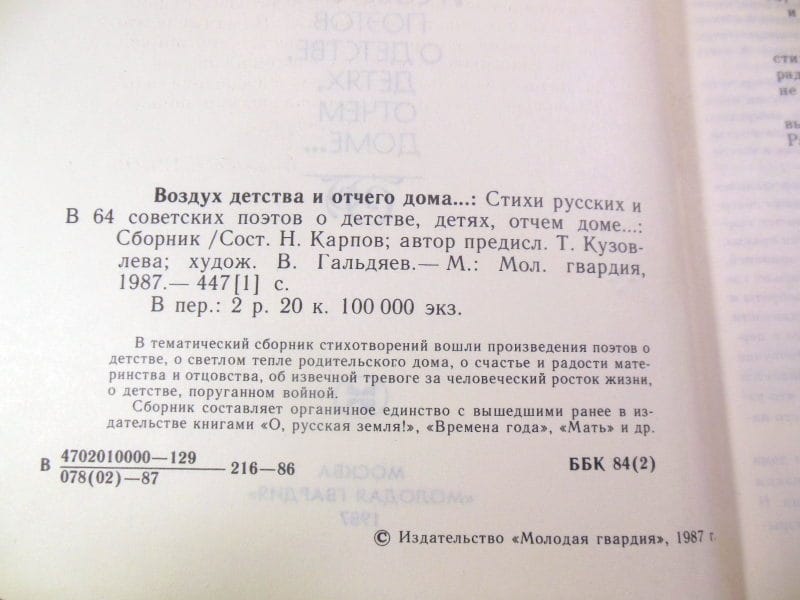 Воздух детства и отчего дома...: Стихи русских и
В 64 советских поэтов о детстве, детях, отчем доме...:
Сборник /Сост. Н. Карпов; автор предисл. Т. Кузов-
лева; худож. В. Гальдяев.— М.: Мол. гвардия,
1987.— 447[1] с.
В пер.: 2 р. 20 к. 100 000 экз.
В тематический сборник стихотворений вошли произведения поэтов о
детстве, о светлом тепле родительского дома, о счастье и радости мате-
ринства и отцовства, об извечной тревоге за человеческий росток жизни,
о детстве, поруганном войной.
Сборник составляет органичное единство с вышедшими ранее в из-
дательстве книгами «О, русская земля!», «Времена года», «Мать» и др.
В 4702010000—129
078(02)—87 —216—86
ББК 84(2)
© Издательство «Молодая гвардия», 1987 г.